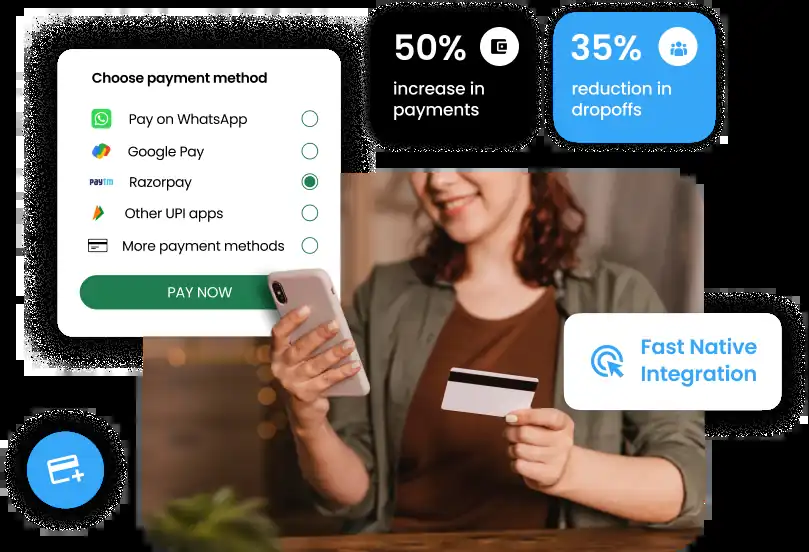 Choose payment method
Pay on WhatsApp
Google Pay
paytm Razorpay
Other UPI apps
More payment methods
PAY NOW
50%
increase in
payments
35%
reduction in
dropoffs
Fast Native
Integration